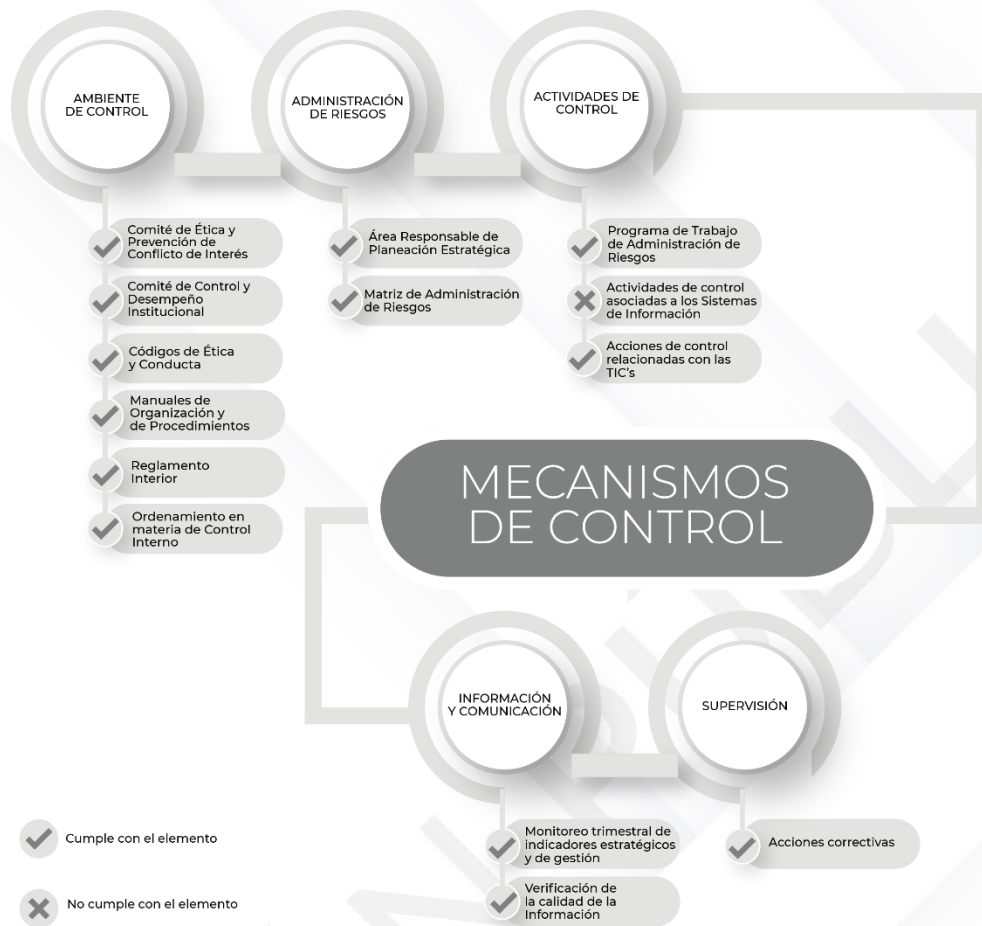 AMBIENTE
DE CONTROL
Comité de Ética y
Prevención de
Conflicto de Interés
Comité de Control y
Desempeño
Institucional
Códigos de Ética
y Conducta
Manuales de
Organización y
de Procedimientos
Reglamento
Interior
Ordenamiento en
materia de Control
Interno
ADMINISTRACIÓN
DE RIESGOS
Área Responsable de
Planeación Estratégica
Matriz de Administración
de Riesgos
ACTIVIDADES DE
CONTROL
Programa de Trabajo
de Administración de
Riesgos
Actividades de control
asociadas a los Sistemas
de Información
Acciones de control
relacionadas con las
TIC's
MECANISMOS
DE CONTROL
INFORMACIÓN
Y COMUNICACIÓN
Monitoreo trimestral de
indicadores estratégicos
y de gestión
Verificación de
la calidad de la
Información
SUPERVISIÓN
Acciones correctivas
Cumple con el elemento
No cumple con el elemento